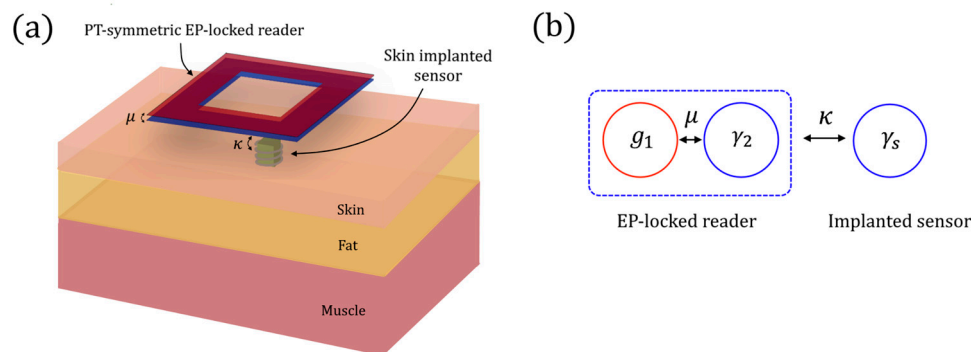 (a)
PT-symmetric EP-locked reader
Skin implanted
sensor
μ
κ
Skin
Fat
Muscle
(b)
g₁
μ
γ₂
κ
γₛ
EP-locked reader
Implanted sensor